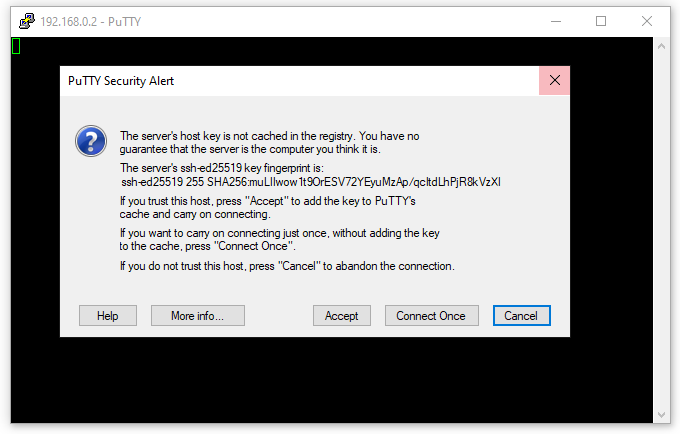 192.168.0.2 - PuTTY
PuTTY Security Alert
The server's host key is not cached in the registry. You have no
guarantee that the server is the computer you think it is.
The server's ssh-ed25519 key fingerprint is:
ssh-ed25519 255 SHA256:muLlIwow1t9OrESV72YEyuMzAp/qcItdLhPjR8kVzXI
If you trust this host, press "Accept" to add the key to PuTTY's
cache and carry on connecting.
If you want to carry on connecting just once, without adding the key
to the cache, press "Connect Once".
If you do not trust this host, press "Cancel" to abandon the connection.
Help
More info...
Accept
Connect Once
Cancel